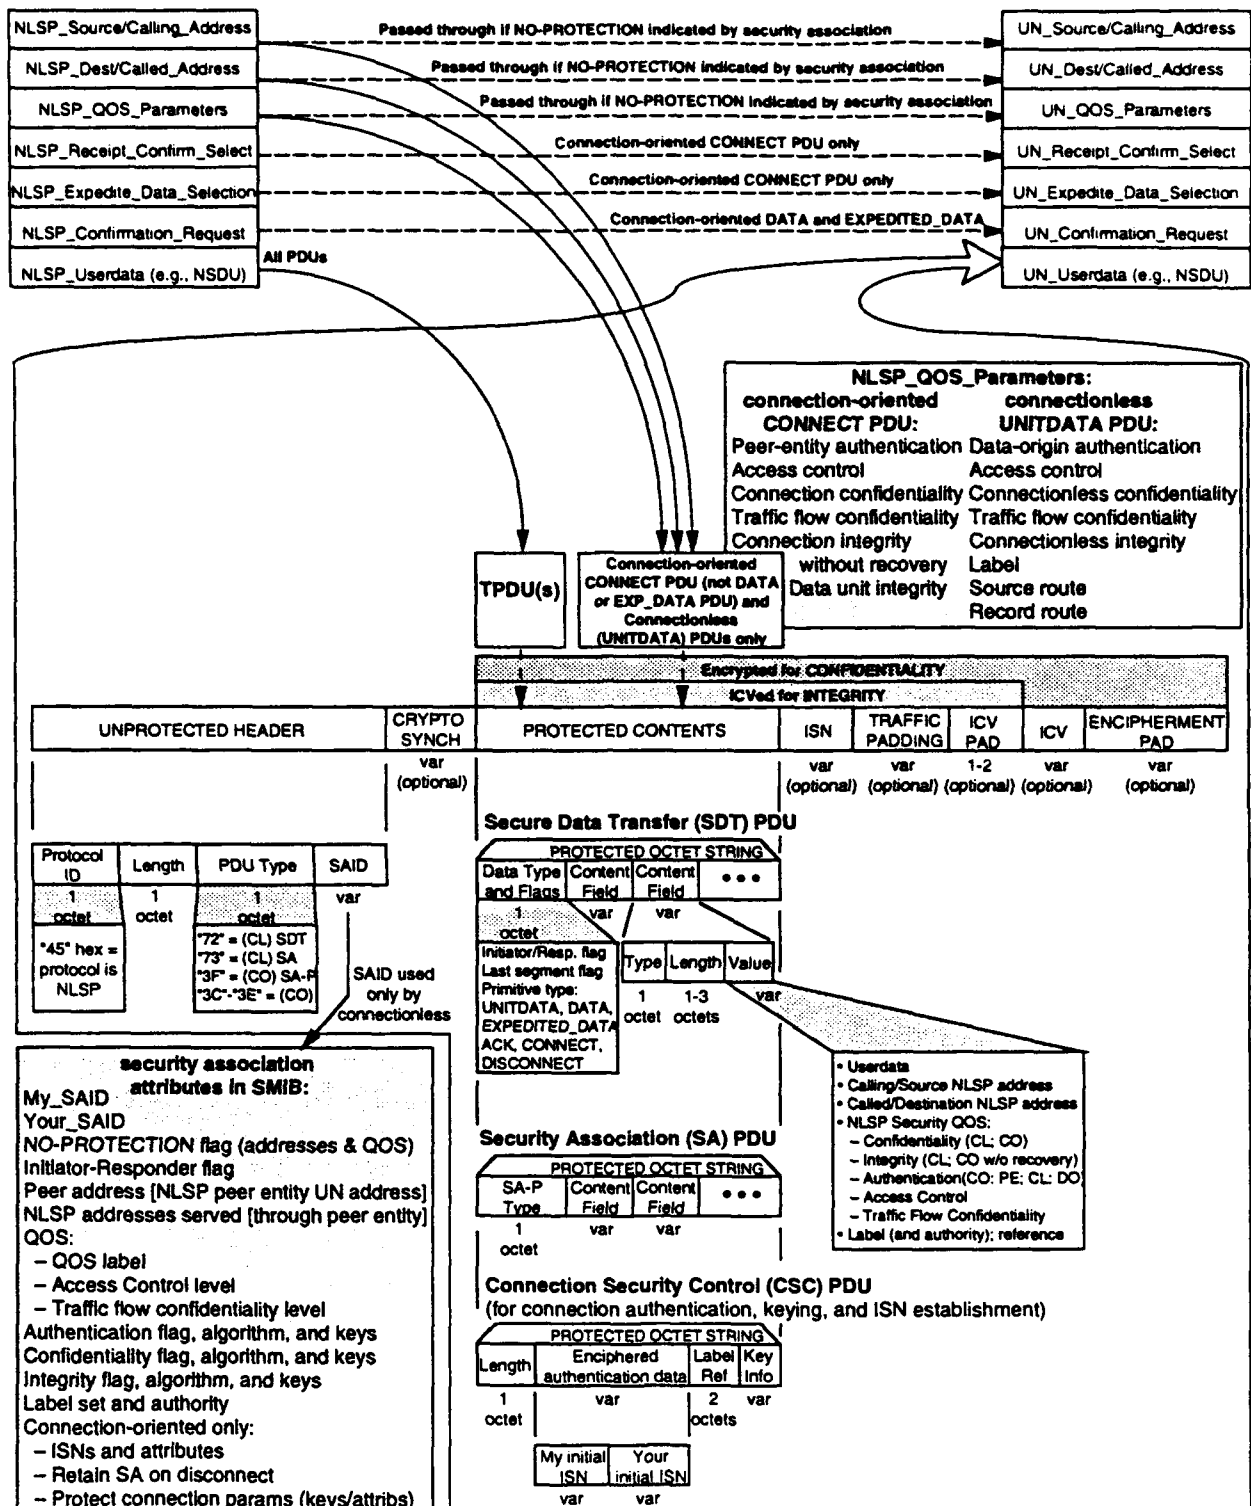 NLSP_Source/Calling_Address
NLSP_Dest/Called_Address
NLSP_QOS_Parameters
NLSP_Receipt_Confirm_Select
NLSP_Expedite_Data_Selection
NLSP_Confirmation_Request
NLSP_Userdata (e.g., NSDU)
Passed through if NO-PROTECTION indicated by security association
Passed through if NO-PROTECTION indicated by security association
Passed through if NO-PROTECTION indicated by security association
Connection-oriented CONNECT PDU only
Connection-oriented CONNECT PDU only
Connection-oriented DATA and EXPEDITED_DATA
All PDUs
UN_Source/Calling_Address
UN_Dest/Called_Address
UN_QOS_Parameters
UN_Receipt_Confirm_Select
UN_Expedite_Data_Selection
UN_Confirmation_Request
UN_Userdata (e.g., NSDU)
NLSP_QOS_Parameters:
connection-oriented connectionless
CONNECT PDU: UNITDATA PDU:
Peer-entity authentication Data-origin authentication
Access control Access control
Connection confidentiality Connectionless confidentiality
Traffic flow confidentiality Traffic flow confidentiality
Connection integrity Connectionless integrity
without recovery Label
Data unit integrity Source route
Record route
TPDU(s)
Connection-oriented
CONNECT PDU (not DATA
or EXP_DATA PDU) and
Connectionless
(UNITDATA) PDUs only
Encrypted for CONFIDENTIALITY
ICVed for INTEGRITY
UNPROTECTED HEADER
CRYPTO
SYNCH
PROTECTED CONTENTS
ISN
TRAFFIC
PADDING
ICV
PAD
ICV
ENCIPHERMENT
PAD
var
(optional)
var
(optional)
var
(optional)
1-2
(optional)
var
(optional)
var
(optional)
Protocol
ID
Length
PDU Type
SAID
1
octet
1
octet
1
octet
var
"45" hex =
protocol is
NLSP
"72" = (CL) SDT
"73" = (CL) SA
"3F" = (CO) SA-P
"3C"-"3E" = (CO)
SAID used
only by
connectionless
Secure Data Transfer (SDT) PDU
PROTECTED OCTET STRING
Data Type
and Flags
Content
Field
Content
Field
• • •
1
octet
var
var
Initiator/Resp. flag
Last segment flag
Primitive type:
UNITDATA, DATA,
EXPEDITED_DATA
ACK, CONNECT,
DISCONNECT
Type
Length
Value
1
octet
1-3
octets
var
• Userdata
• Calling/Source NLSP address
• Called/Destination NLSP address
• NLSP Security QOS:
– Confidentiality (CL; CO)
– Integrity (CL; CO w/o recovery)
– Authentication(CO: PE; CL: DO)
– Access Control
– Traffic Flow Confidentiality
• Label (and authority); reference
security association
attributes in SMIB:
My_SAID
Your_SAID
NO-PROTECTION flag (addresses & QOS)
Initiator-Responder flag
Peer address [NLSP peer entity UN address]
NLSP addresses served [through peer entity]
QOS:
– QOS label
– Access Control level
– Traffic flow confidentiality level
Authentication flag, algorithm, and keys
Confidentiality flag, algorithm, and keys
Integrity flag, algorithm, and keys
Label set and authority
Connection-oriented only:
– ISNs and attributes
– Retain SA on disconnect
– Protect connection params (keys/attribs)
Security Association (SA) PDU
PROTECTED OCTET STRING
SA-P
Type
Content
Field
Content
Field
• • •
1
octet
var
var
Connection Security Control (CSC) PDU
(for connection authentication, keying, and ISN establishment)
PROTECTED OCTET STRING
Length
Enciphered
authentication data
Label
Ref
Key
Info
1
octet
var
2
octets
var
My initial
ISN
Your
initial ISN
var
var